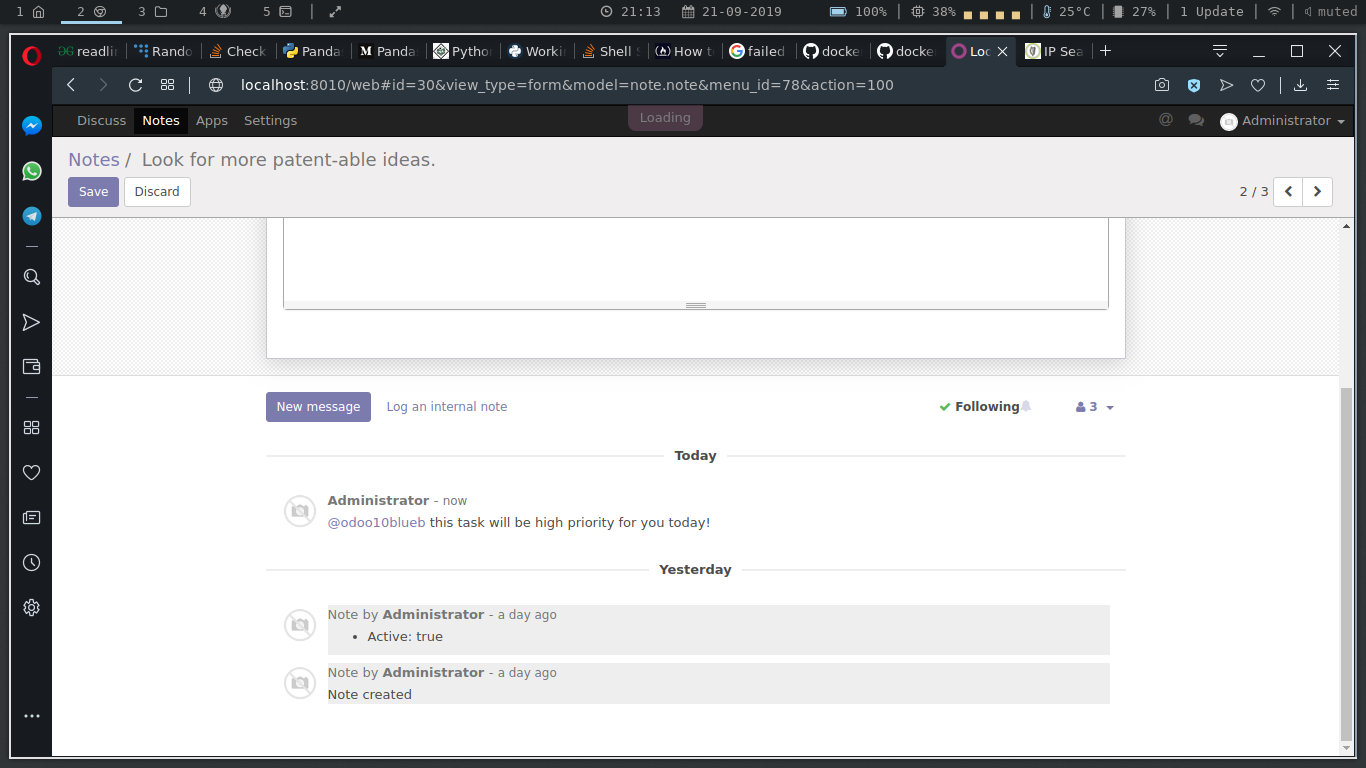 1 2 3 4 5 21:13 21-09-2019 100% 38% 25°C 27% 1 Update muted
readli Rando Check Panda Panda Pytho Worki Shell S How t failed docke docke Loo IP Sea
localhost:8010/web#id=30&view_type=form&model=note.note&menu_id=78&action=100
Discuss Notes Apps Settings Loading @ Administrator
Notes / Look for more patent-able ideas.
Save Discard 2 / 3
New message Log an internal note Following 3
Today
Administrator - now
@odoo10blueb this task will be high priority for you today!
Yesterday
Note by Administrator - a day ago
• Active: true
Note by Administrator - a day ago
Note created